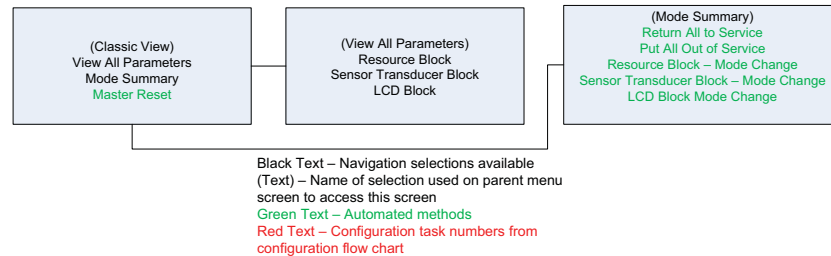 (Classic View)
View All Parameters
Mode Summary
Master Reset
(View All Parameters)
Resource Block
Sensor Transducer Block
LCD Block
(Mode Summary)
Return All to Service
Put All Out of Service
Resource Block – Mode Change
Sensor Transducer Block – Mode Change
LCD Block Mode Change
Black Text – Navigation selections available
(Text) – Name of selection used on parent menu
screen to access this screen
Green Text – Automated methods
Red Text – Configuration task numbers from
configuration flow chart